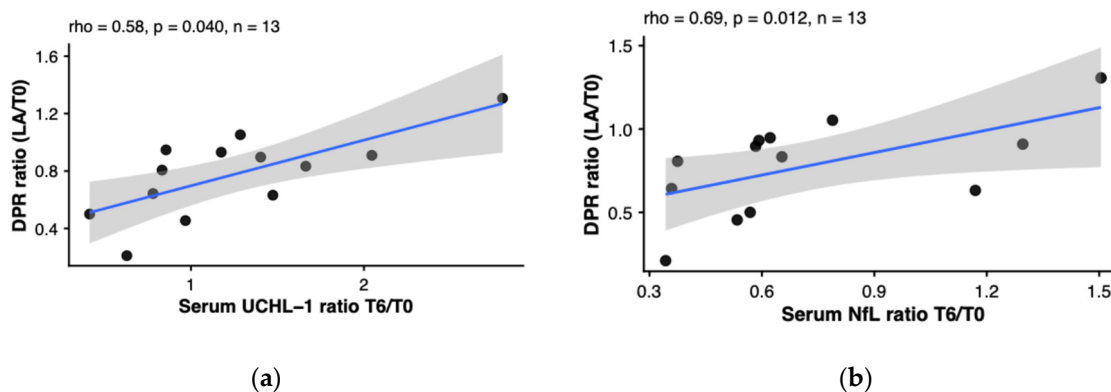 rho = 0.58, p = 0.040, n = 13
DPR ratio (LA/T0)
1.6
1.2
0.8
0.4
1
2
Serum UCHL−1 ratio T6/T0
(a)
rho = 0.69, p = 0.012, n = 13
DPR ratio (LA/T0)
1.5
1.0
0.5
0.3
0.6
0.9
1.2
1.5
Serum NfL ratio T6/T0
(b)